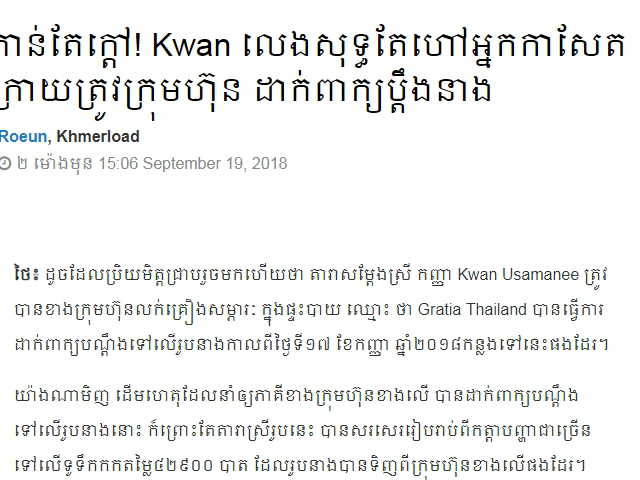 កាន់តែក្តៅ! Kwan លេងសុទ្ធតែហៅអ្នកកាសែត
ក្រោយត្រូវក្រុមហ៊ុន ដាក់ពាក្យប្ដឹងនាង
Roeun, Khmerload
២ ម៉ោងមុន 15:06 September 19, 2018
ថៃ៖ ដូចដែលប្រិយមិត្តជ្រាបរួចមកហើយថា តារាសម្តែងស្រី កញ្ញា Kwan Usamanee ត្រូវ
បានខាងក្រុមហ៊ុនលក់គ្រឿងសម្ភារៈ ក្នុងផ្ទះបាយ ឈ្មោះ ថា Gratia Thailand បានធ្វើការ
ដាក់ពាក្យបណ្តឹងទៅលើរូបនាងកាលពីថ្ងៃទី១៧ ខែកញ្ញា ឆ្នាំ២០១៨កន្លងទៅនេះផងដែរ។
យ៉ាងណាមិញ ដើមហេតុដែលនាំឲ្យភាគីខាងក្រុមហ៊ុនខាងលើ បានដាក់ពាក្យបណ្តឹង
ទៅលើរូបនាងនោះ ក៏ព្រោះតែតារាស្រីរូបនេះ បានសរសេររៀបរាប់ពីកត្តាបញ្ហាជាច្រើន
ទៅលើទូទឹកកកតម្លៃ៤២៩០០ បាត ដែលរូបនាងបានទិញពីក្រុមហ៊ុនខាងលើផងដែរ។